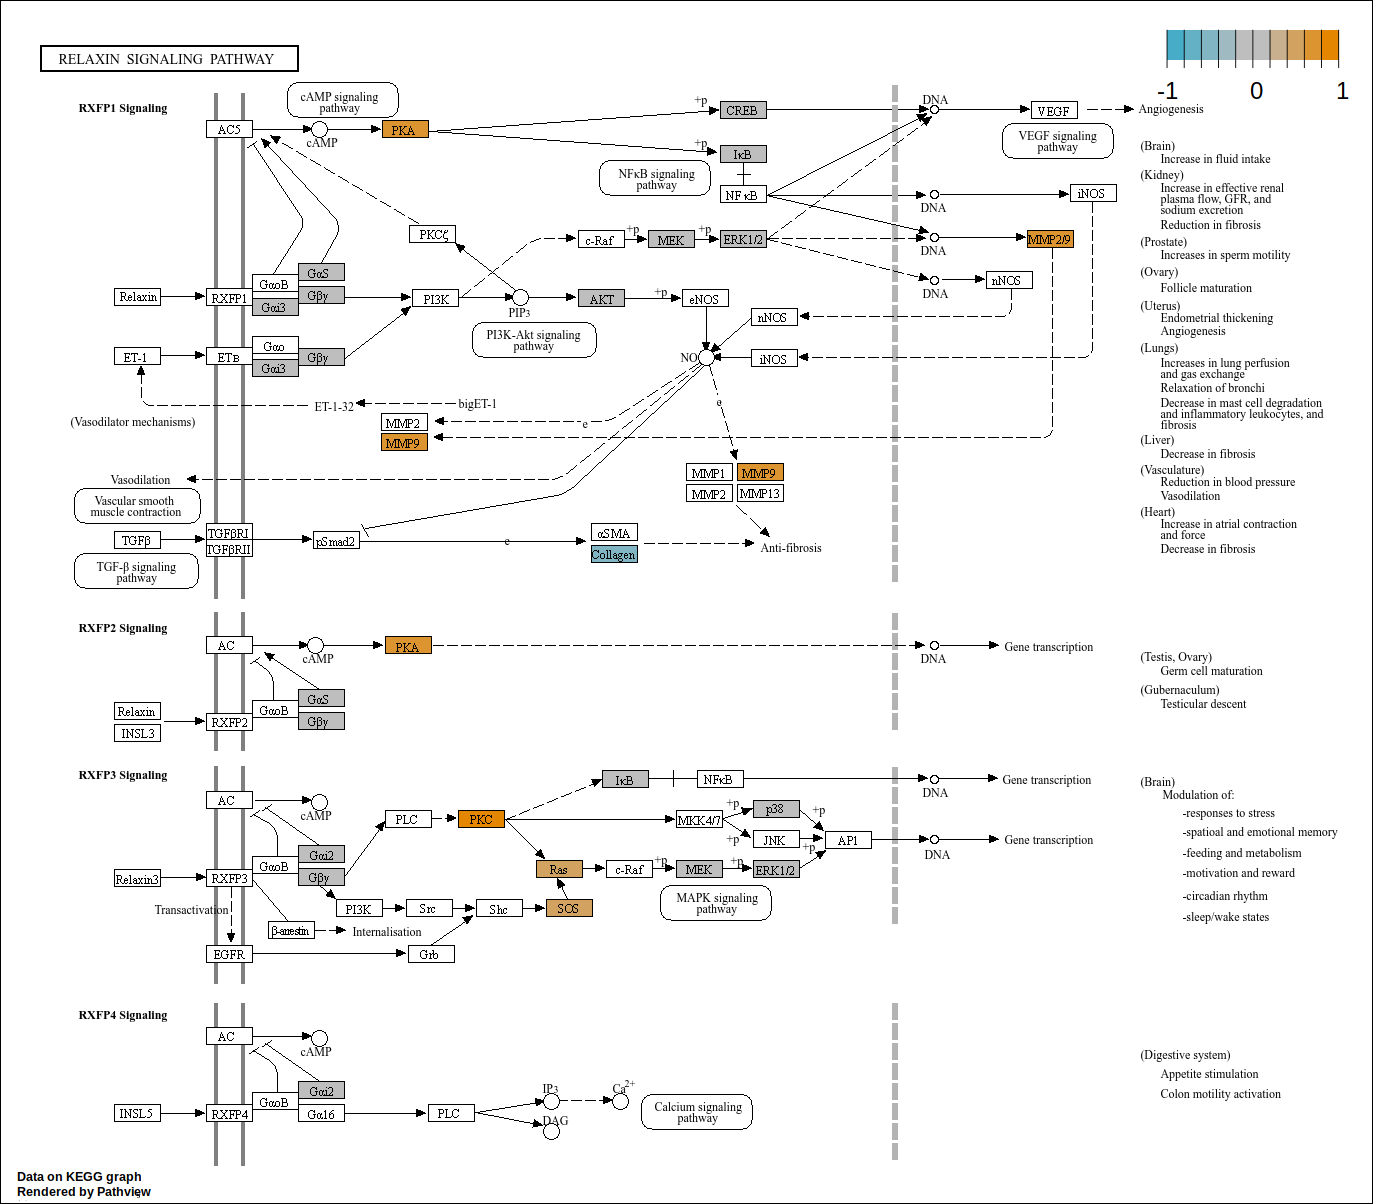 RELAXIN SIGNALING PATHWAY
-1 0 1
RXFP1 Signaling
cAMP signaling
pathway
AC5
cAMP
PKA
+p
CREB
DNA
VEGF
Angiogenesis
VEGF signaling
pathway
+p
IκB
NFκB signaling
pathway
NFκB
DNA
iNOS
PKCζ
c-Raf
+p
MEK
+p
ERK1/2
DNA
MMP2/9
GαS
GαoB
Gβγ
Gαi3
Relaxin
RXFP1
PI3K
PIP3
AKT
+p
eNOS
DNA
nNOS
nNOS
PI3K-Akt signaling
pathway
ET-1
ETB
Gαo
Gαi3
Gβγ
NO
iNOS
ET-1-32
bigET-1
(Vasodilator mechanisms)
MMP2
MMP9
e
e
Vasodilation
MMP1
MMP9
MMP2
MMP13
Vascular smooth
muscle contraction
TGFβ
TGFβRI
TGFβRII
pSmad2
e
αSMA
Collagen
Anti-fibrosis
TGF-β signaling
pathway
(Brain)
Increase in fluid intake
(Kidney)
Increase in effective renal
plasma flow, GFR, and
sodium excretion
Reduction in fibrosis
(Prostate)
Increases in sperm motility
(Ovary)
Follicle maturation
(Uterus)
Endometrial thickening
Angiogenesis
(Lungs)
Increases in lung perfusion
and gas exchange
Relaxation of bronchi
Decrease in mast cell degradation
and inflammatory leukocytes, and
fibrosis
(Liver)
Decrease in fibrosis
(Vasculature)
Reduction in blood pressure
Vasodilation
(Heart)
Increase in atrial contraction
and force
Decrease in fibrosis
RXFP2 Signaling
AC
cAMP
PKA
DNA
Gene transcription
GαS
GαoB
Gβγ
Relaxin
INSL3
RXFP2
(Testis, Ovary)
Germ cell maturation
(Gubernaculum)
Testicular descent
RXFP3 Signaling
AC
cAMP
PLC
PKC
IκB
NFκB
DNA
Gene transcription
MKK4/7
+p
p38
+p
+p
JNK
+p
AP1
DNA
Gene transcription
Gαi2
GαoB
Gβγ
Relaxin3
RXFP3
Ras
c-Raf
+p
MEK
+p
ERK1/2
MAPK signaling
pathway
Transactivation
PI3K
Src
Shc
SOS
β-arrestin
Internalisation
EGFR
Grb
(Brain)
Modulation of:
-responses to stress
-spatioal and emotional memory
-feeding and metabolism
-motivation and reward
-circadian rhythm
-sleep/wake states
RXFP4 Signaling
AC
cAMP
Gαi2
GαoB
Gα16
INSL5
RXFP4
PLC
IP3
DAG
Ca2+
Calcium signaling
pathway
(Digestive system)
Appetite stimulation
Colon motility activation
Data on KEGG graph
Rendered by Pathview